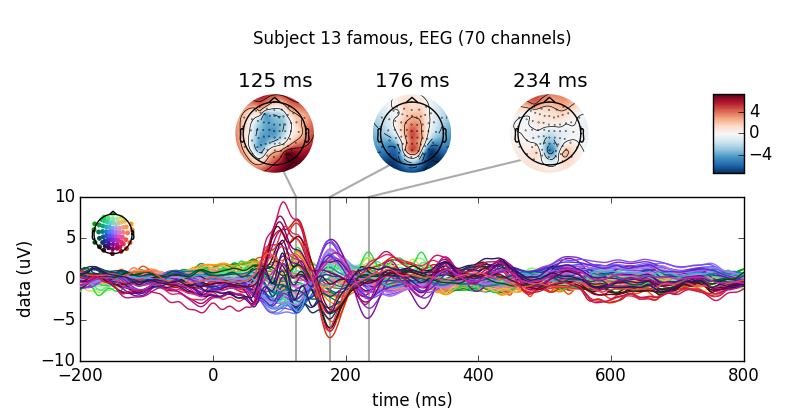 Subject 13 famous, EEG (70 channels)
125 ms 176 ms 234 ms
4
0
−4
10
5
0
−5
−10
data (uV)
−200 0 200 400 600 800
time (ms)